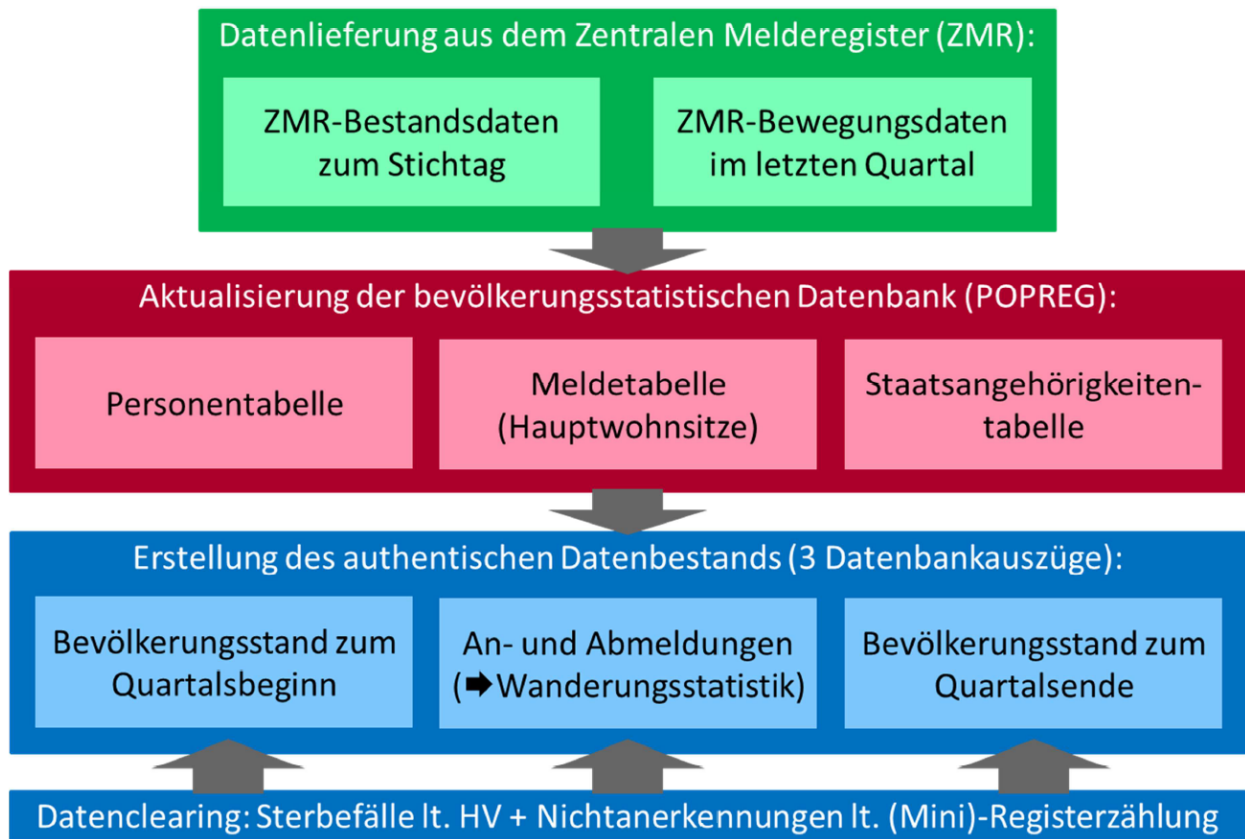 Datenlieferung aus dem Zentralen Melderegister (ZMR):
ZMR-Bestandsdaten
zum Stichtag
ZMR-Bewegungsdaten
im letzten Quartal
Aktualisierung der bevölkerungsstatistischen Datenbank (POPREG):
Personentabelle
Meldetabelle
(Hauptwohnsitze)
Staatsangehörigkeiten-
tabelle
Erstellung des authentischen Datenbestands (3 Datenbankauszüge):
Bevölkerungsstand zum
Quartalsbeginn
An- und Abmeldungen
(🡆Wanderungsstatistik)
Bevölkerungsstand zum
Quartalsende
Datenclearing: Sterbefälle lt. HV + Nichtanerkennungen lt. (Mini)-Registerzählung